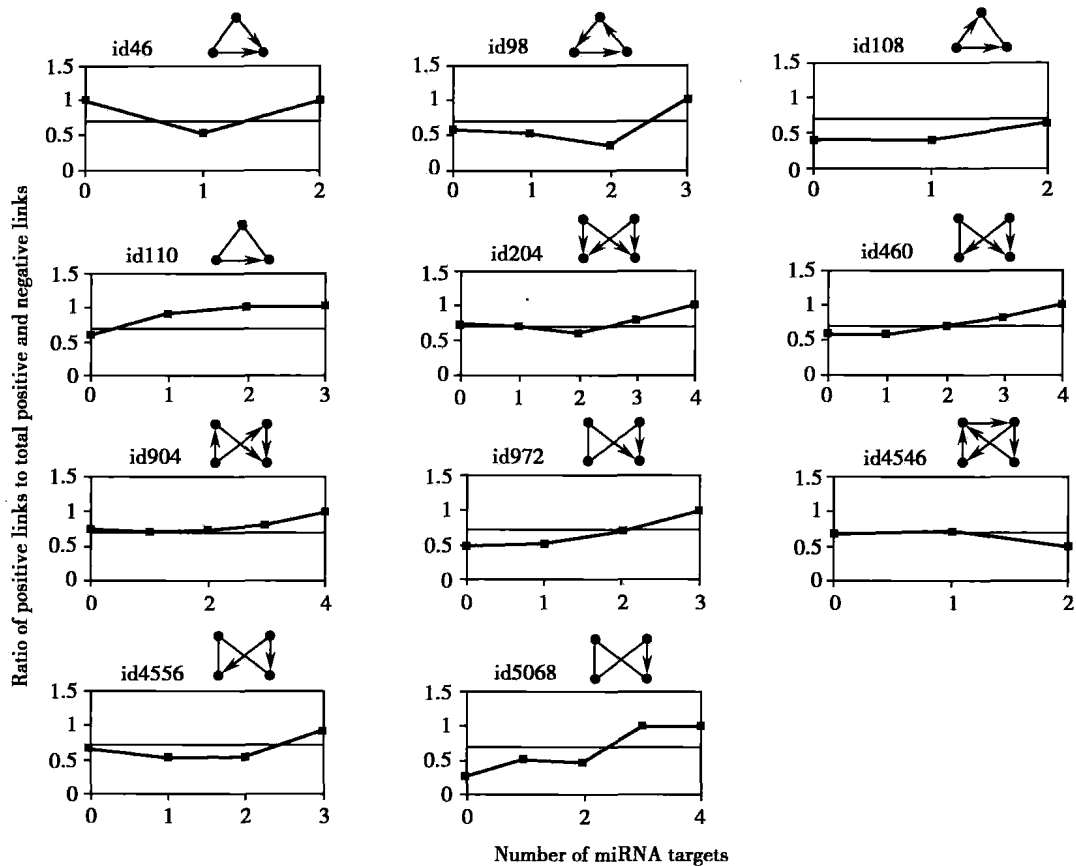 id46
id98
id108
1.5
1
0.5
0
0 1 2
1.5
1
0.5
0
0 1 2 3
1.5
1
0.5
0
0 1 2
id110
id204
id460
1.5
1
0.5
0
0 1 2 3
1.5
1
0.5
0
0 1 2 3 4
1.5
1
0.5
0
0 1 2 3 4
id904
id972
id4546
1.5
1
0.5
0
0 2 4
1.5
1
0.5
0
0 1 2 3
1.5
1
0.5
0
0 1 2
id4556
id5068
1.5
1
0.5
0
0 1 2 3
1.5
1
0.5
0
0 2 4
Ratio of positive links to total positive and negative links
Number of miRNA targets